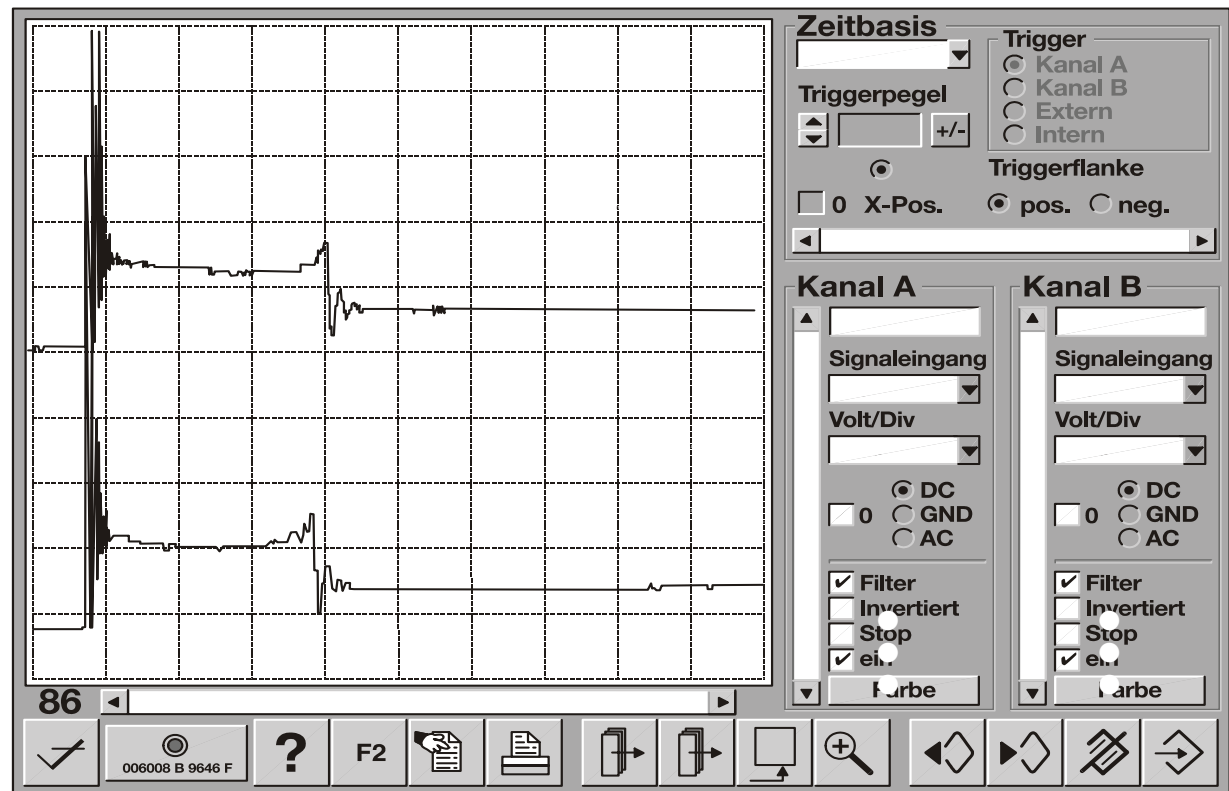 Zeitbasis
Trigger
Kanal A
Kanal B
Extern
Intern
Triggerpegel
+/-
Triggerflanke
0 X-Pos.
pos. neg.
Kanal A
Signaleingang
Volt/Div
DC
0 GND
AC
Filter
Invertiert
Stop
ein
Farbe
Kanal B
Signaleingang
Volt/Div
DC
0 GND
AC
Filter
Invertiert
Stop
ein
Farbe
86
006008 B 9646 F
?
F2